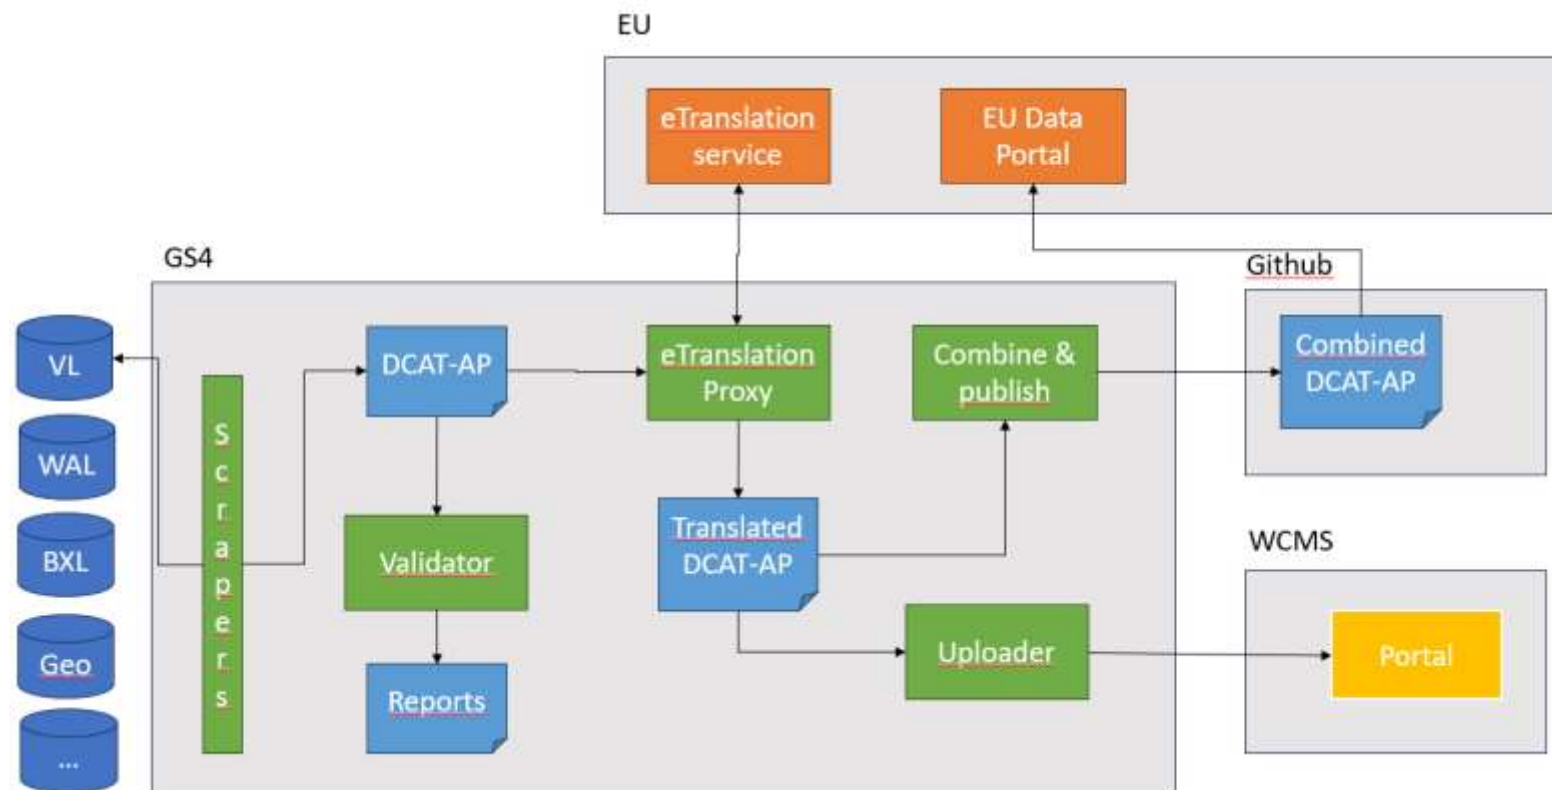 EU
eTranslation
service
EU Data
Portal
GS4
Github
VL
WAL
BXL
Geo
...
Scrapers
DCAT-AP
Validator
Reports
eTranslation
Proxy
Translated
DCAT-AP
Combine &
publish
Uploader
Combined
DCAT-AP
WCMS
Portal